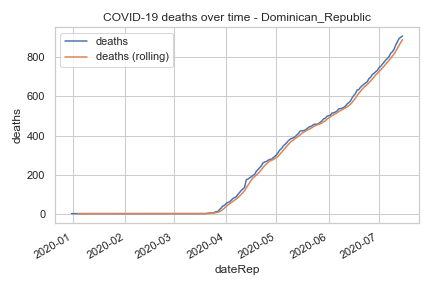 COVID-19 deaths over time - Dominican_Republic
deaths
deaths (rolling)
deaths
800
600
400
200
0
2020-01
2020-02
2020-03
2020-04
2020-05
2020-06
2020-07
dateRep